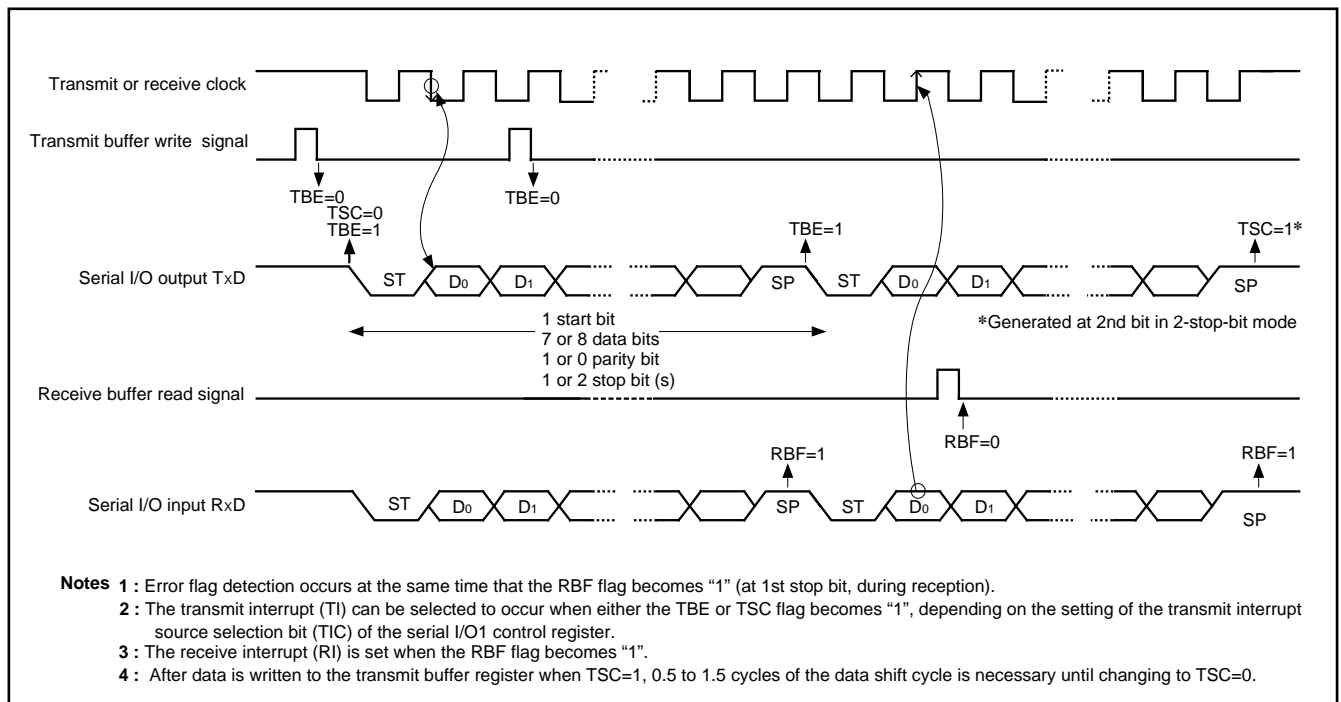 Transmit or receive clock
Transmit buffer write signal
TBE=0
TSC=0
TBE=1
TBE=0
TBE=1
TSC=1*
Serial I/O output TxD
ST
D0
D1
SP
ST
D0
D1
SP
1 start bit
7 or 8 data bits
1 or 0 parity bit
1 or 2 stop bit (s)
*Generated at 2nd bit in 2-stop-bit mode
Receive buffer read signal
RBF=0
RBF=1
RBF=1
Serial I/O input RxD
ST
D0
D1
SP
ST
D0
D1
SP
Notes 1 : Error flag detection occurs at the same time that the RBF flag becomes “1” (at 1st stop bit, during reception).
2 : The transmit interrupt (TI) can be selected to occur when either the TBE or TSC flag becomes “1”, depending on the setting of the transmit interrupt
source selection bit (TIC) of the serial I/O1 control register.
3 : The receive interrupt (RI) is set when the RBF flag becomes “1”.
4 : After data is written to the transmit buffer register when TSC=1, 0.5 to 1.5 cycles of the data shift cycle is necessary until changing to TSC=0.